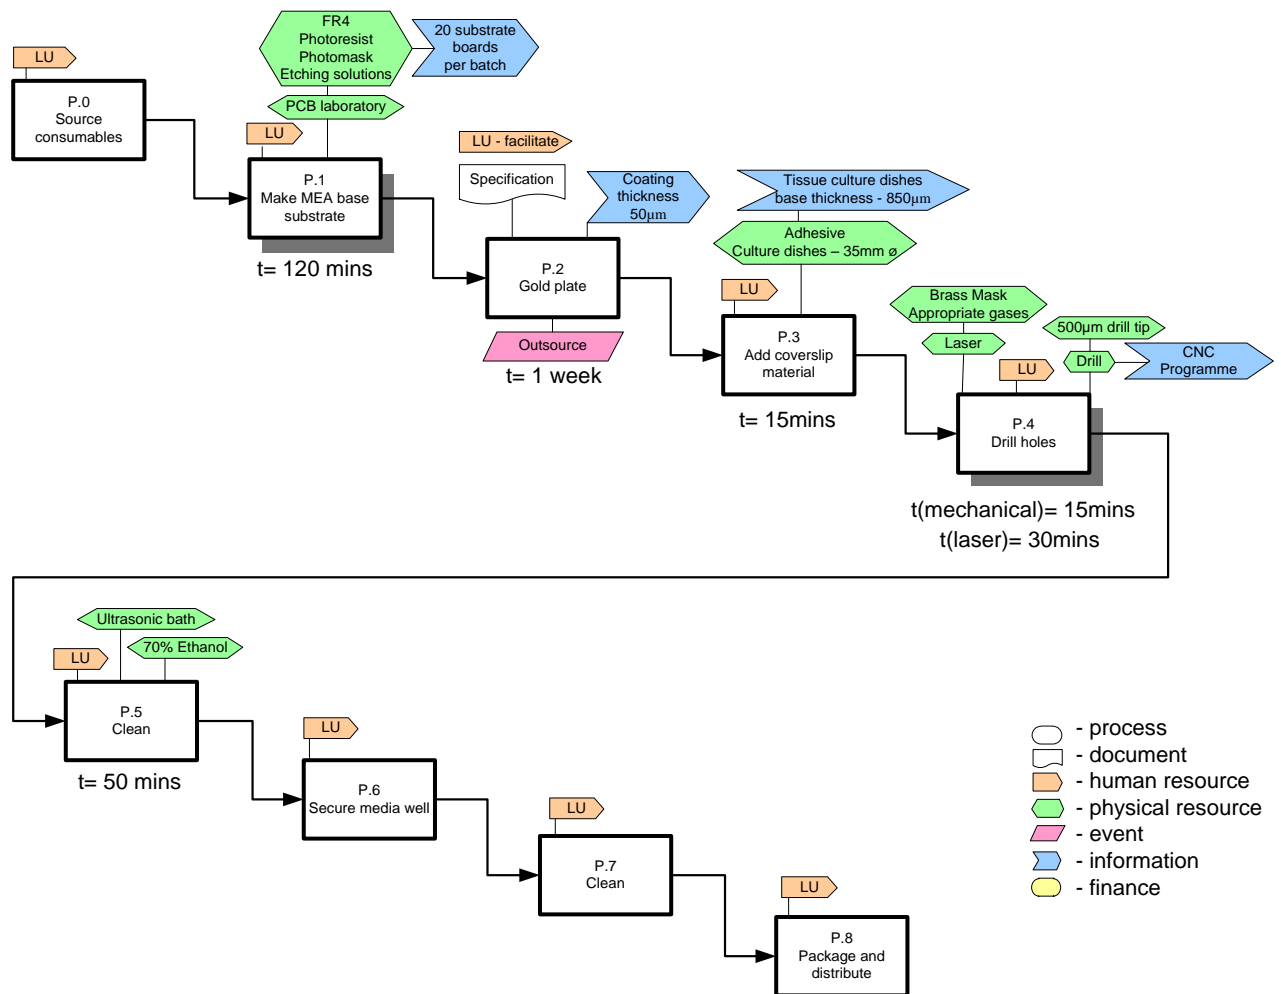 LU
P.0
Source
consumables
FR4
Photoresist
Photomask
Etching solutions
20 substrate
boards
per batch
PCB laboratory
LU
P.1
Make MEA base
substrate
t= 120 mins
LU - facilitate
Specification
Coating
thickness
50µm
P.2
Gold plate
Outsource
t= 1 week
Tissue culture dishes
base thickness - 850µm
Adhesive
Culture dishes – 35mm ø
LU
P.3
Add coverslip
material
t= 15mins
Brass Mask
Appropriate gases
Laser
LU
500µm drill tip
Drill
CNC
Programme
P.4
Drill holes
t(mechanical)= 15mins
t(laser)= 30mins
Ultrasonic bath
70% Ethanol
LU
P.5
Clean
t= 50 mins
LU
P.6
Secure media well
LU
P.7
Clean
LU
P.8
Package and
distribute
- process
- document
- human resource
- physical resource
- event
- information
- finance